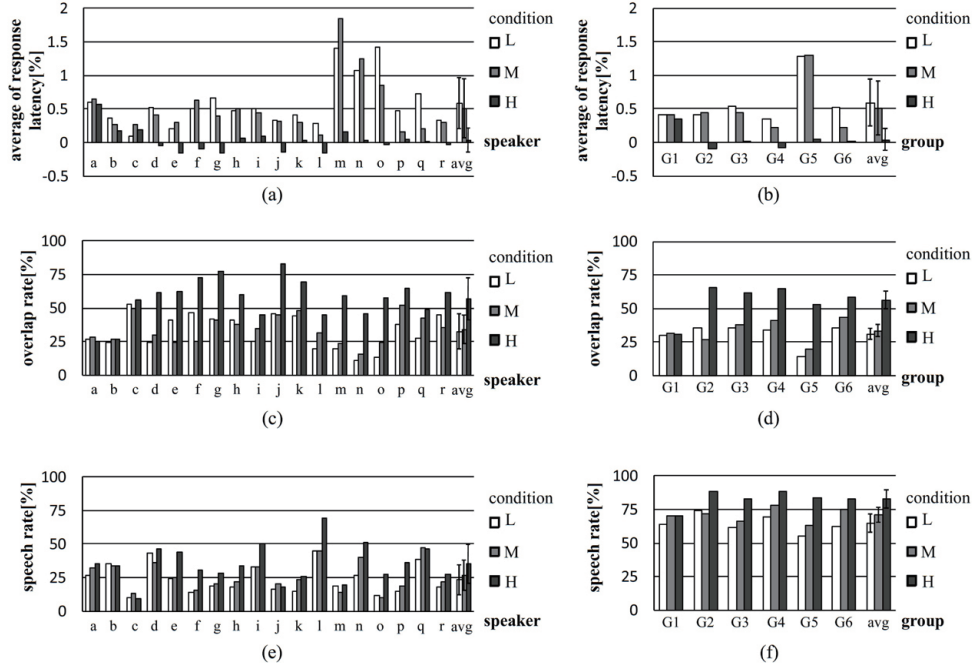 average of response
latency[%]
2
1.5
1
0.5
0
-0.5
a b c d e f g h i j k l m n o p q r avg
condition
L
M
H
speaker
(a)
average of response
latency[%]
2
1.5
1
0.5
0
-0.5
G1 G2 G3 G4 G5 G6 avg
condition
L
M
H
group
(b)
overlap rate[%]
100
75
50
25
0
a b c d e f g h i j k l m n o p q r avg
condition
L
M
H
speaker
(c)
overlap rate[%]
100
75
50
25
0
G1 G2 G3 G4 G5 G6 avg
condition
L
M
H
group
(d)
speech rate[%]
100
75
50
25
0
a b c d e f g h i j k l m n o p q r avg
condition
L
M
H
speaker
(e)
speech rate[%]
100
75
50
25
0
G1 G2 G3 G4 G5 G6 avg
condition
L
M
H
group
(f)